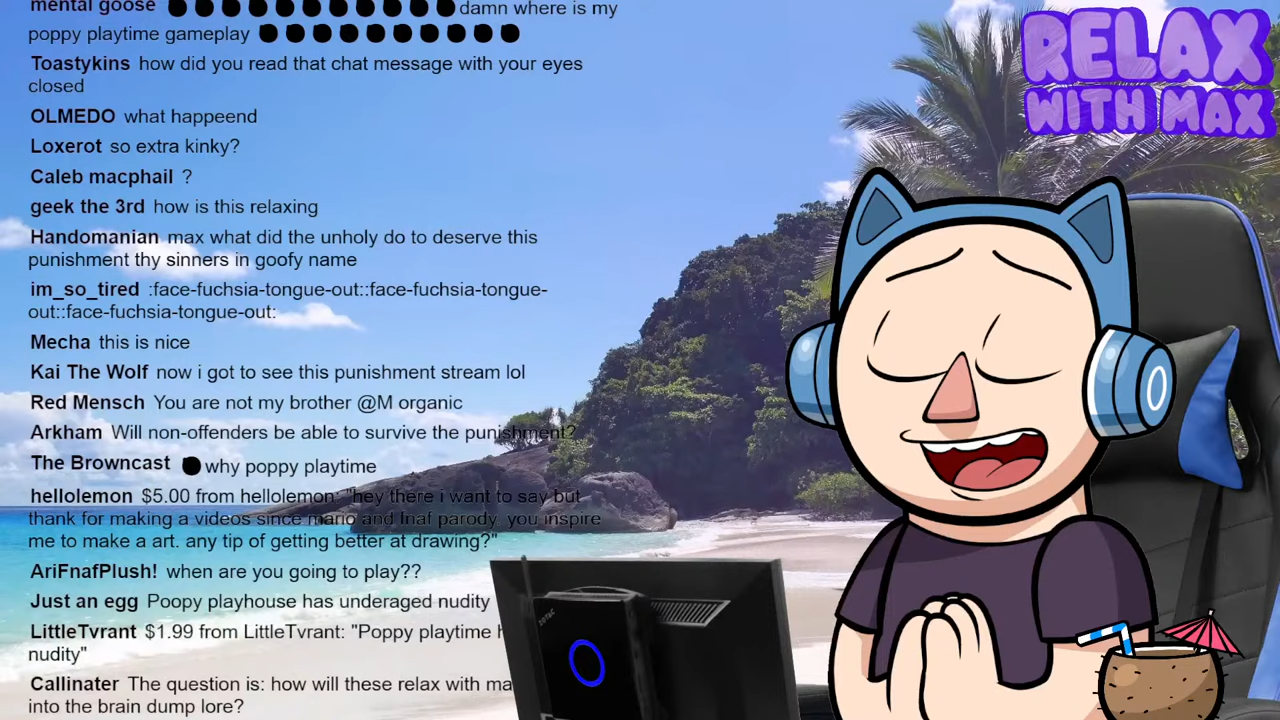 mental goose damn where is my
poppy playtime gameplay
Toastykins how did you read that chat message with your eyes
closed
OLMEDO what happeend
Loxerot so extra kinky?
Caleb macphail ?
geek the 3rd how is this relaxing
Handomanian max what did the unholy do to deserve this
punishment thy sinners in goofy name
im_so_tired :face-fuchsia-tongue-out::face-fuchsia-tongue-
out::face-fuchsia-tongue-out:
Mecha this is nice
Kai The Wolf now i got to see this punishment stream lol
Red Mensch You are not my brother @M organic
Arkham Will non-offenders be able to survive the punishment?
The Browncast why poppy playtime
hellolemon $5.00 from hellolemon: "hey there i want to say but
thank for making a videos since mario and fnaf parody. you inspire
me to make a art. any tip of getting better at drawing?"
AriFnafPlush! when are you going to play??
Just an egg Poopy playhouse has underaged nudity
LittleTvrant $1.99 from LittleTvrant: "Poppy playtime
nudity"
Callinater The question is: how will these relax with
into the brain dump lore?
RELAX
WITH MAX
ZOTAC